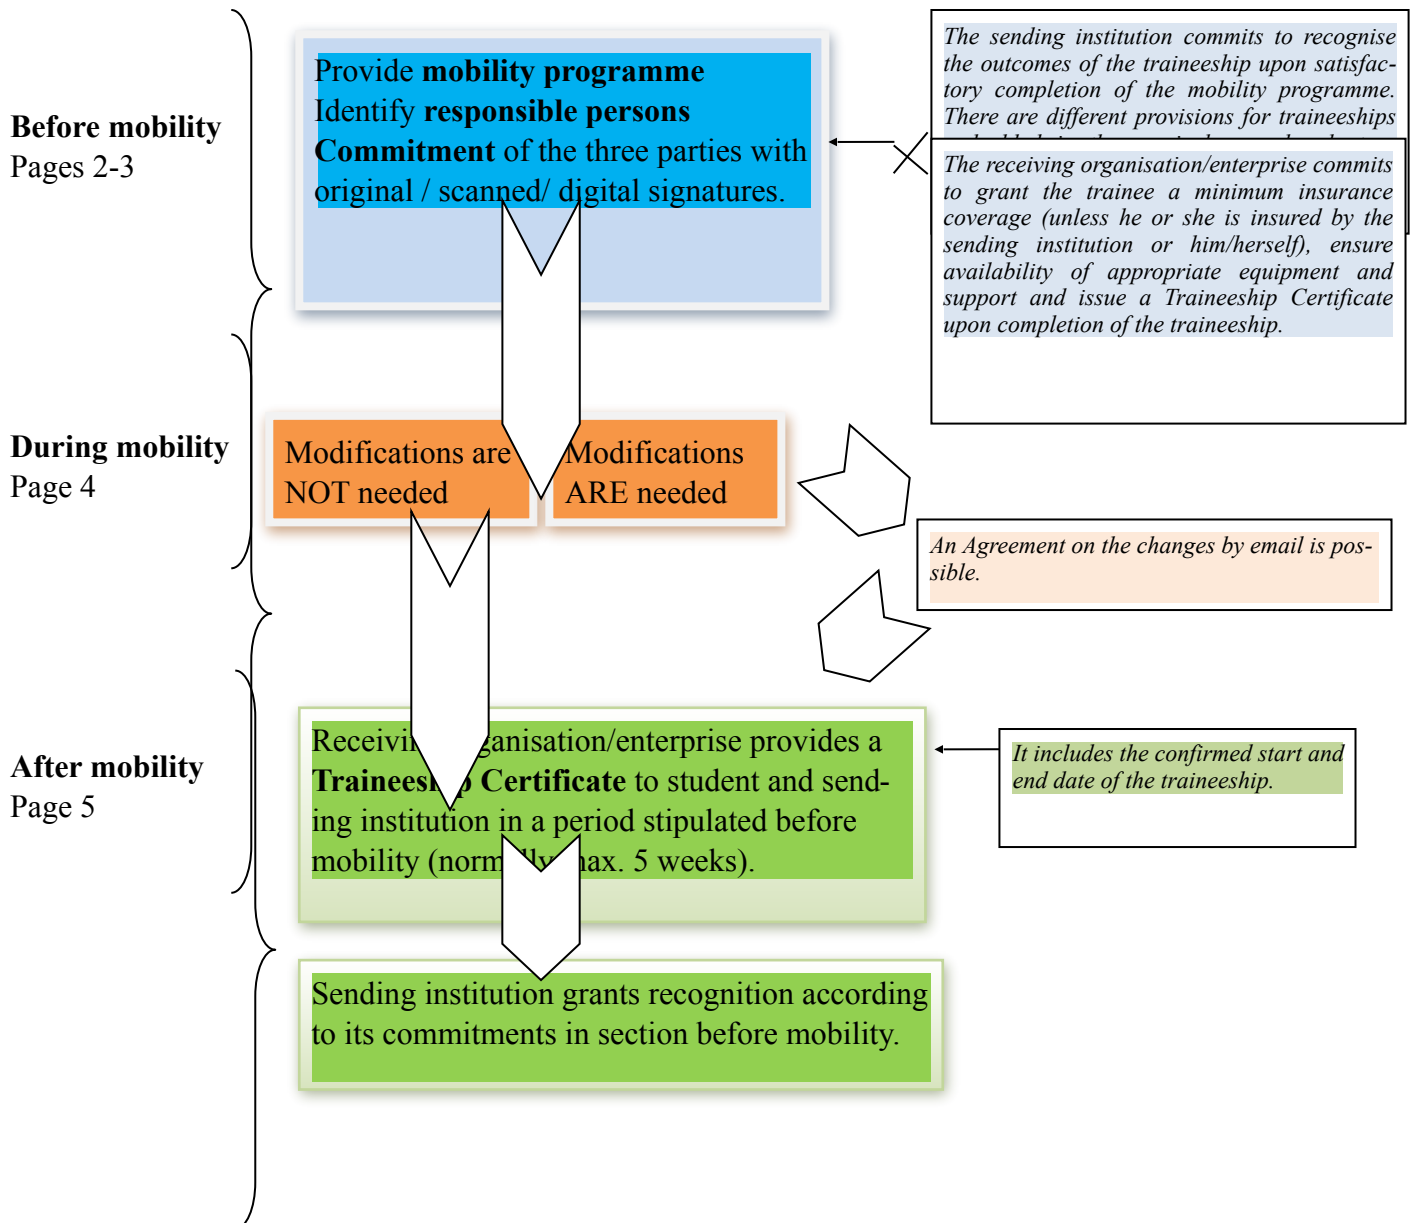 Before mobility
Pages 2-3
Provide mobility programme
Identify responsible persons
Commitment of the three parties with
original / scanned/ digital signatures.
The sending institution commits to recognise
the outcomes of the traineeship upon satisfac-
tory completion of the mobility programme.
There are different provisions for traineeships
The receiving organisation/enterprise commits
to grant the trainee a minimum insurance
coverage (unless he or she is insured by the
sending institution or him/herself), ensure
availability of appropriate equipment and
support and issue a Traineeship Certificate
upon completion of the traineeship.
During mobility
Page 4
Modifications are
NOT needed
Modifications
ARE needed
An Agreement on the changes by email is pos-
sible.
After mobility
Page 5
Receiving organisation/enterprise provides a
Traineeship Certificate to student and send-
ing institution in a period stipulated before
mobility (normally max. 5 weeks).
It includes the confirmed start and
end date of the traineeship.
Sending institution grants recognition according
to its commitments in section before mobility.